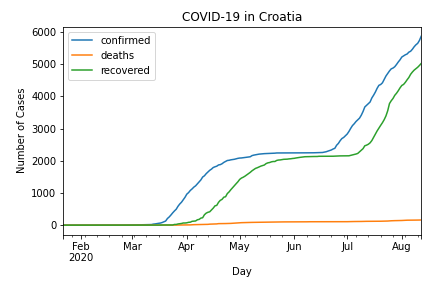 COVID-19 in Croatia
confirmed
deaths
recovered
Number of Cases
6000
5000
4000
3000
2000
1000
0
Feb Mar Apr May Jun Jul Aug
2020
Day